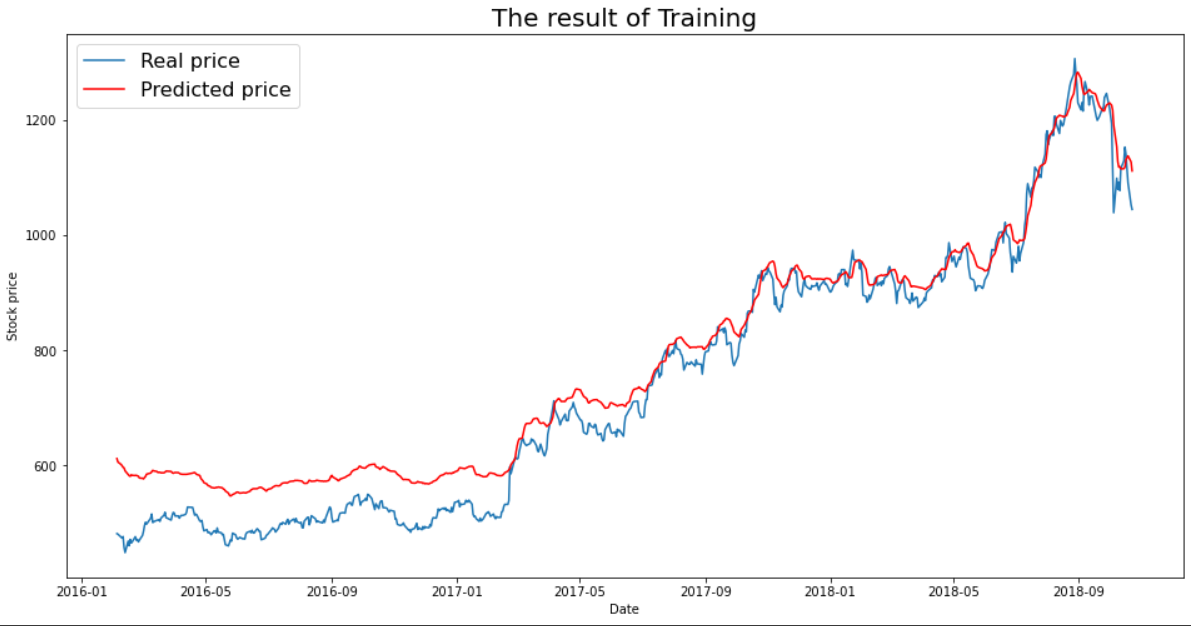 The result of Training
Real price
Predicted price
1200
1000
800
600
Stock price
2016-01 2016-05 2016-09 2017-01 2017-05 2017-09 2018-01 2018-05 2018-09
Date